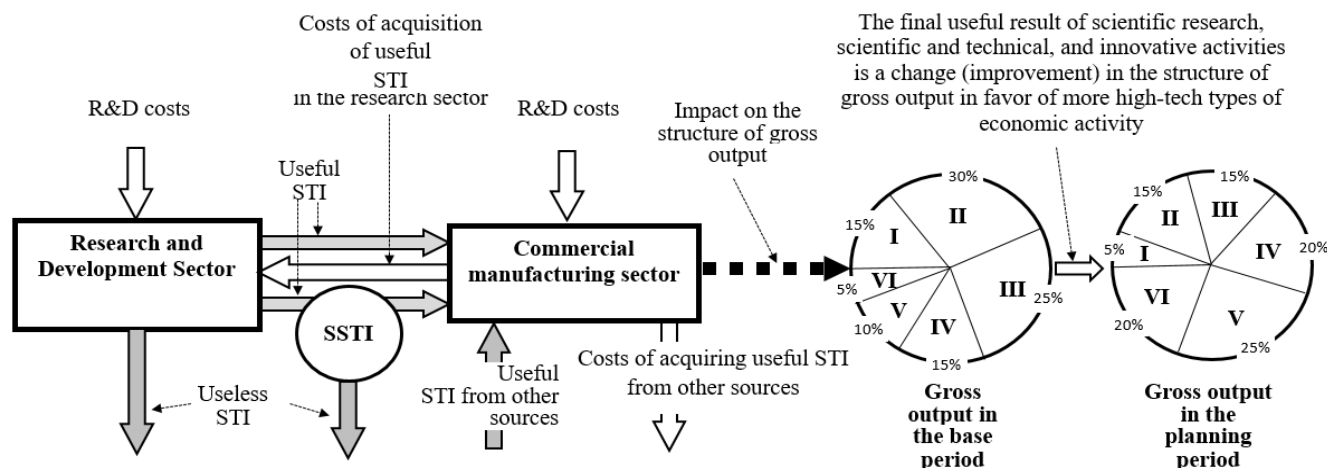 Costs of acquisition
of useful
STI
in the research sector
R&D costs
R&D costs
Useful
STI
Research and
Development Sector
Commercial
manufacturing sector
SSTI
Useless
STI
Useful
STI from other
sources
Costs of acquiring useful STI
from other sources
Impact on the
structure of gross
output
The final useful result of scientific research,
scientific and technical, and innovative activities
is a change (improvement) in the structure of
gross output in favor of more high-tech types of
economic activity
30%
15%
II
I
VI
5%
III
25%
V
10%
IV
15%
Gross
output in
the base
period
15%
15%
II
III
5%
I
IV
20%
VI
20%
V
25%
Gross output
in the
planning
period